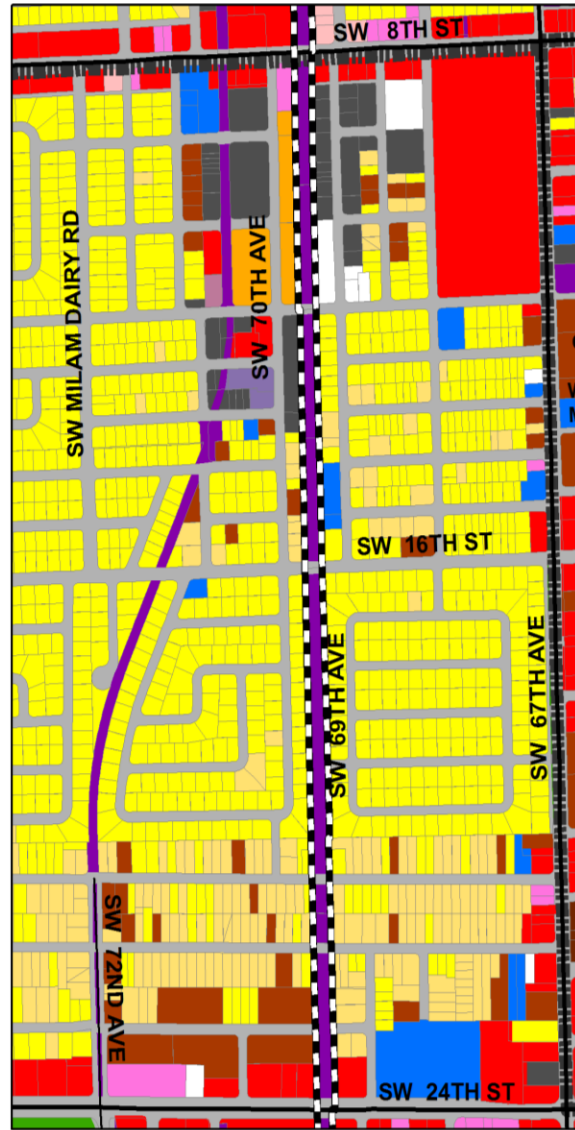 SW 8TH ST
SW MILAM DAIRY RD
SW 70TH AVE
SW 16TH ST
SW 69TH AVE
SW 67TH AVE
SW 72ND AVE
SW 24TH ST